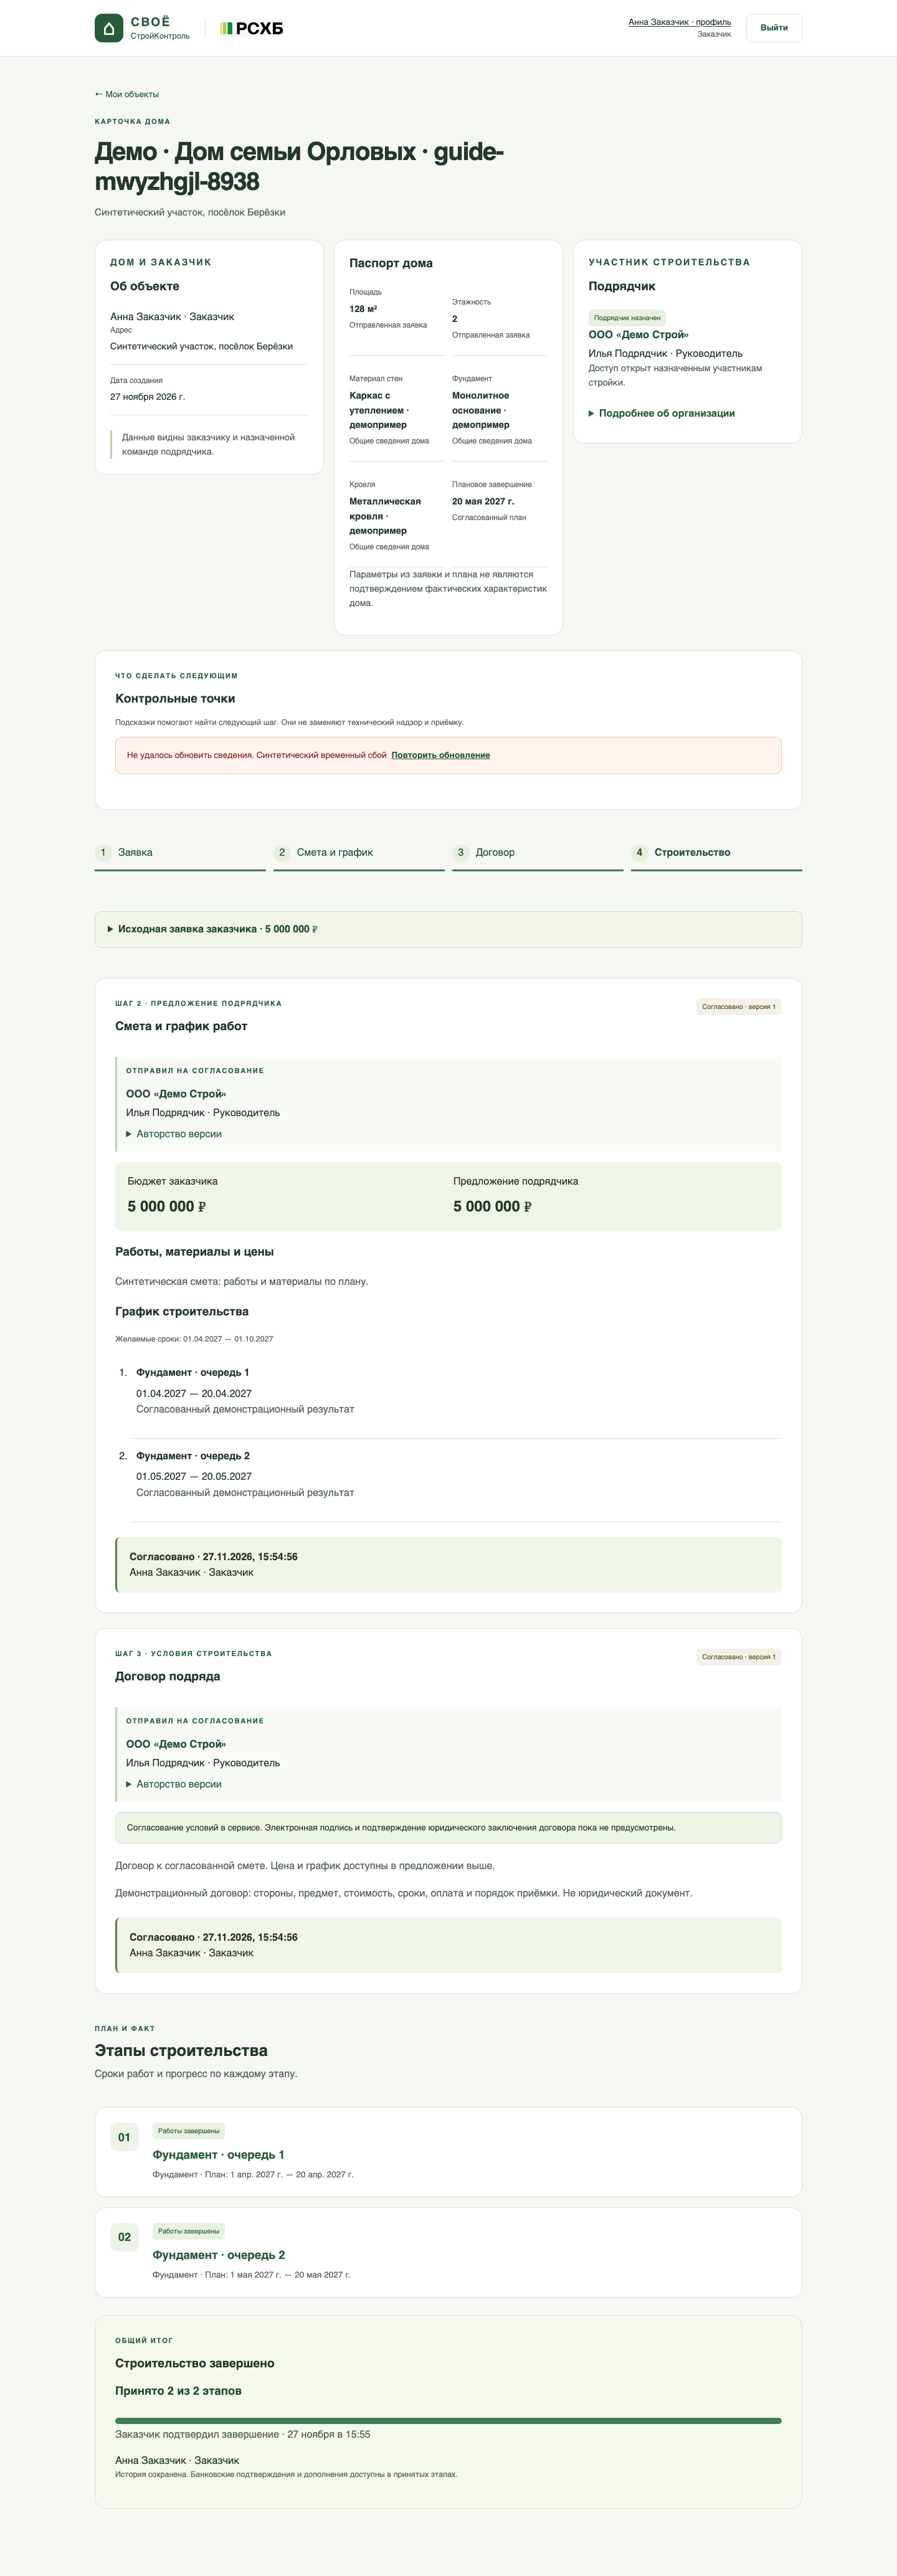 СВОЁ
СтройКонтроль
РСХБ
Анна Заказчик · профиль
Заказчик
Выйти
← Мои объекты
КАРТОЧКА ДОМА
Демо · Дом семьи Орловых · guide-
mwyzhgjl-8938
Синтетический участок, посёлок Берёзки
ДОМ И ЗАКАЗЧИК
Об объекте
Анна Заказчик · Заказчик
Адрес
Синтетический участок, посёлок Берёзки
Дата создания
27 ноября 2026 г.
Данные видны заказчику и назначенной
команде подрядчика.
Паспорт дома
Площадь
128 м²
Отправленная заявка
Этажность
2
Отправленная заявка
Материал стен
Каркас с
утеплением ·
демопример
Общие сведения дома
Фундамент
Монолитное
основание ·
демопример
Общие сведения дома
Кровля
Металлическая
кровля ·
демопример
Общие сведения дома
Плановое завершение
20 мая 2027 г.
Согласованный план
Параметры из заявки и плана не являются
подтверждением фактических характеристик
дома.
УЧАСТНИК СТРОИТЕЛЬСТВА
Подрядчик
Подрядчик назначен
ООО «Демо Строй»
Илья Подрядчик · Руководитель
Доступ открыт назначенным участникам
стройки.
▶ Подробнее об организации
ЧТО СДЕЛАТЬ СЛЕДУЮЩИМ
Контрольные точки
Подсказки помогают найти следующий шаг. Они не заменяют технический надзор и приёмку.
Не удалось обновить сведения. Синтетический временный сбой Повторить обновление
1 Заявка
2 Смета и график
3 Договор
4 Строительство
▶ Исходная заявка заказчика · 5 000 000 ₽
ШАГ 2 · ПРЕДЛОЖЕНИЕ ПОДРЯДЧИКА
Согласовано · версия 1
Смета и график работ
ОТПРАВИЛ НА СОГЛАСОВАНИЕ
ООО «Демо Строй»
Илья Подрядчик · Руководитель
▶ Авторство версии
Бюджет заказчика
5 000 000 ₽
Предложение подрядчика
5 000 000 ₽
Работы, материалы и цены
Синтетическая смета: работы и материалы по плану.
График строительства
Желаемые сроки: 01.04.2027 — 01.10.2027
1. Фундамент · очередь 1
01.04.2027 — 20.04.2027
Согласованный демонстрационный результат
2. Фундамент · очередь 2
01.05.2027 — 20.05.2027
Согласованный демонстрационный результат
Согласовано · 27.11.2026, 15:54:56
Анна Заказчик · Заказчик
ШАГ 3 · УСЛОВИЯ СТРОИТЕЛЬСТВА
Согласовано · версия 1
Договор подряда
ОТПРАВИЛ НА СОГЛАСОВАНИЕ
ООО «Демо Строй»
Илья Подрядчик · Руководитель
▶ Авторство версии
Согласование условий в сервисе. Электронная подпись и подтверждение юридического заключения договора пока не предусмотрены.
Договор к согласованной смете. Цена и график доступны в предложении выше.
Демонстрационный договор: стороны, предмет, стоимость, сроки, оплата и порядок приёмки. Не юридический документ.
Согласовано · 27.11.2026, 15:54:56
Анна Заказчик · Заказчик
ПЛАН И ФАКТ
Этапы строительства
Сроки работ и прогресс по каждому этапу.
01
Работы завершены
Фундамент · очередь 1
Фундамент · План: 1 апр. 2027 г. — 20 апр. 2027 г.
02
Работы завершены
Фундамент · очередь 2
Фундамент · План: 1 мая 2027 г. — 20 мая 2027 г.
ОБЩИЙ ИТОГ
Строительство завершено
Принято 2 из 2 этапов
Заказчик подтвердил завершение · 27 ноября в 15:55
Анна Заказчик · Заказчик
История сохранена. Банковские подтверждения и дополнения доступны в принятых этапах.